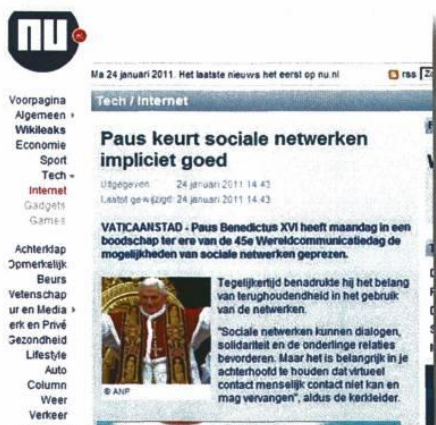 nu
.nl
Ma 24 januari 2011. Het laatste nieuws het eerst op nu.nl
rss
Voorpagina
Algemeen
Wikileaks
Economie
Sport
Tech
Internet
Gadgets
Games
Achterklap
Opmerkelijk
Beurs
Wetenschap
ur en Media
erk en Privé
Gezondheid
Lifestyle
Auto
Column
Weer
Verkeer
Tech / Internet
Paus keurt sociale netwerken
impliciet goed
Uitgegeven: 24 januari 2011 14:43
Laatst gewijzigd: 24 januari 2011 14:43
VATICAANSTAD - Paus Benedictus XVI heeft maandag in een
boodschap ter ere van de 45e Wereldcommunicatiedag de
mogelijkheden van sociale netwerken geprezen.
Tegelijkertijd benadrukte hij het belang
van terughoudendheid in het gebruik
van de netwerken.
"Sociale netwerken kunnen dialogen,
solidariteit en de onderlinge relaties
bevorderen. Maar het is belangrijk in je
achterhoofd te houden dat virtueel
contact menselijk contact niet kan en
mag vervangen", aldus de kerkleider.
© ANP